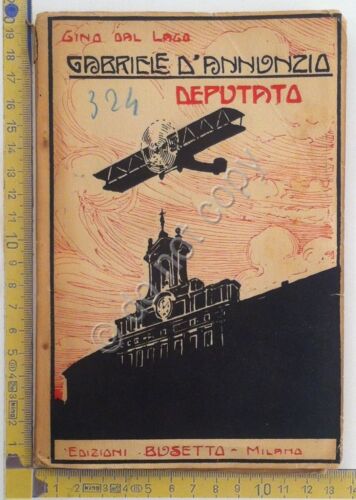 GINO DAL LAGO
GABRIELE D'ANNUNZIO
DEPUTATO
324
EDIZIONI BUSETTO - MILANO